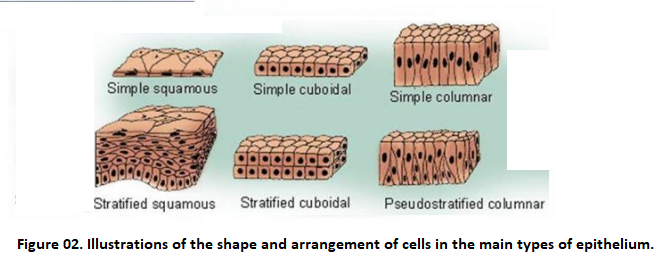 Simple squamous
Simple cuboidal
Simple columnar
Stratified squamous
Stratified cuboidal
Pseudostratified columnar
Figure 02. Illustrations of the shape and arrangement of cells in the main types of epithelium.